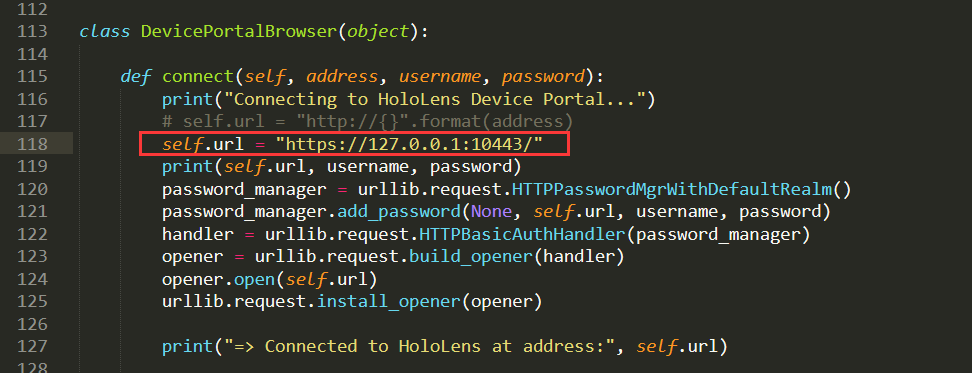 112
113 class DevicePortalBrowser(object):
114
115 def connect(self, address, username, password):
116 print("Connecting to HoloLens Device Portal...")
117 # self.url = "http://{}".format(address)
118 self.url = "https://127.0.0.1:10443/"
119 print(self.url, username, password)
120 password_manager = urllib.request.HTTPPasswordMgrWithDefaultRealm()
121 password_manager.add_password(None, self.url, username, password)
122 handler = urllib.request.HTTPBasicAuthHandler(password_manager)
123 opener = urllib.request.build_opener(handler)
124 opener.open(self.url)
125 urllib.request.install_opener(opener)
126
127 print("=> Connected to HoloLens at address:", self.url)
128